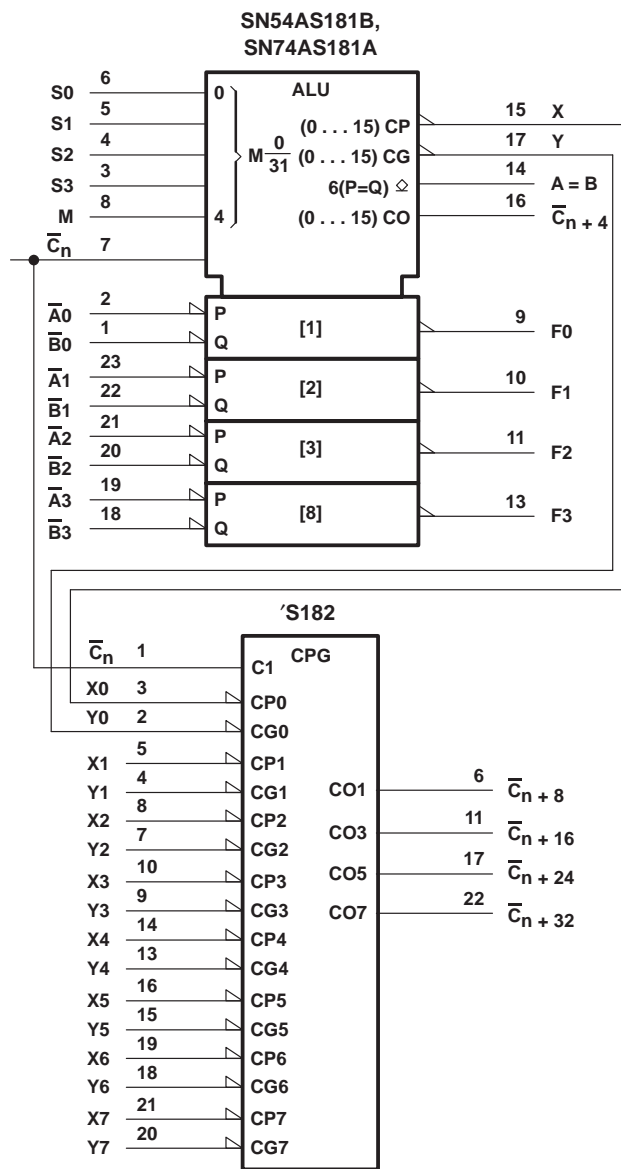 SN54AS181B,
SN74AS181A
ALU
S0 6 0
S1 5
S2 4
S3 3
M 8 4
C̅n 7
M 0/31
(0 . . . 15) CP 15 X
(0 . . . 15) CG 17 Y
6(P=Q) 14 A = B
(0 . . . 15) CO 16 C̅n + 4
A̅0 2 P
B̅0 1 Q
[1] 9 F0
A̅1 23 P
B̅1 22 Q
[2] 10 F1
A̅2 21 P
B̅2 20 Q
[3] 11 F2
A̅3 19 P
B̅3 18 Q
[8] 13 F3
′S182
CPG
C̅n 1 C1
X0 3 CP0
Y0 2 CG0
X1 5 CP1
Y1 4 CG1
X2 8 CP2
Y2 7 CG2
X3 10 CP3
Y3 9 CG3
X4 14 CP4
Y4 13 CG4
X5 16 CP5
Y5 15 CG5
X6 19 CP6
Y6 18 CG6
X7 21 CP7
Y7 20 CG7
CO1 6 C̅n + 8
CO3 11 C̅n + 16
CO5 17 C̅n + 24
CO7 22 C̅n + 32